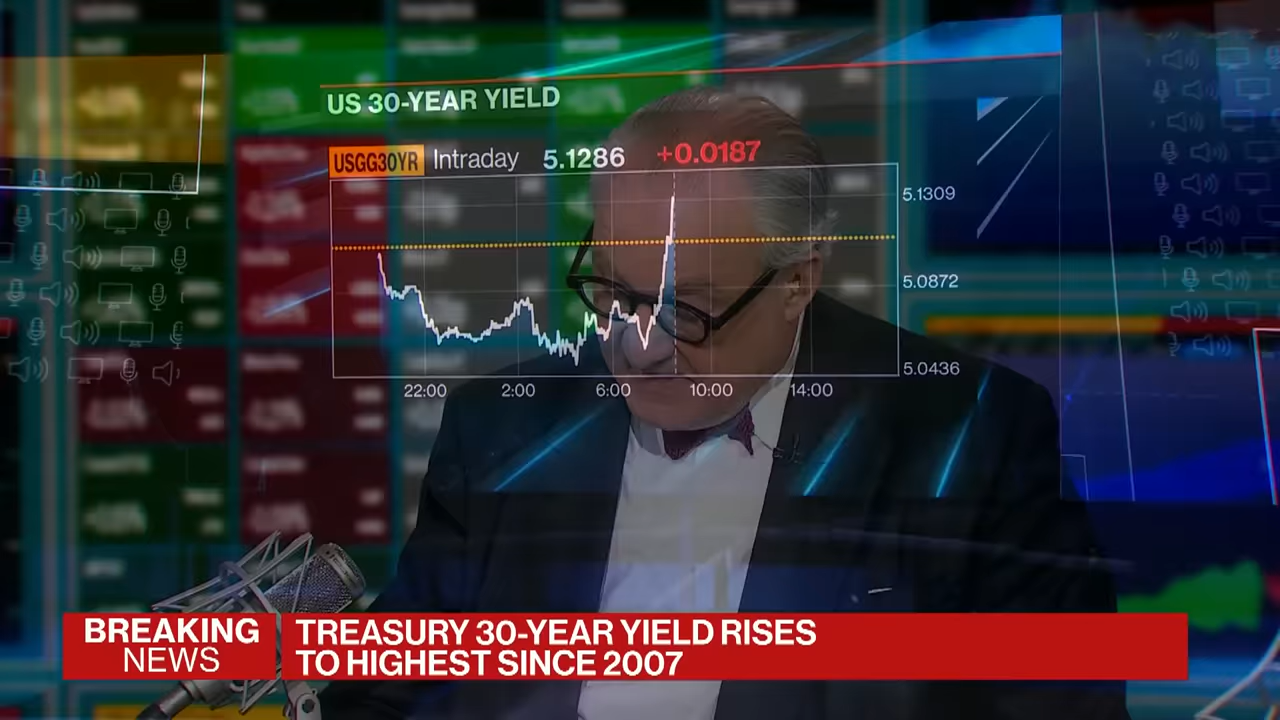 US 30-YEAR YIELD
USGG30YR Intraday 5.1286 +0.0187
5.1309
5.0872
5.0436
22:00 2:00 6:00 10:00 14:00
BREAKING
NEWS
TREASURY 30-YEAR YIELD RISES
TO HIGHEST SINCE 2007